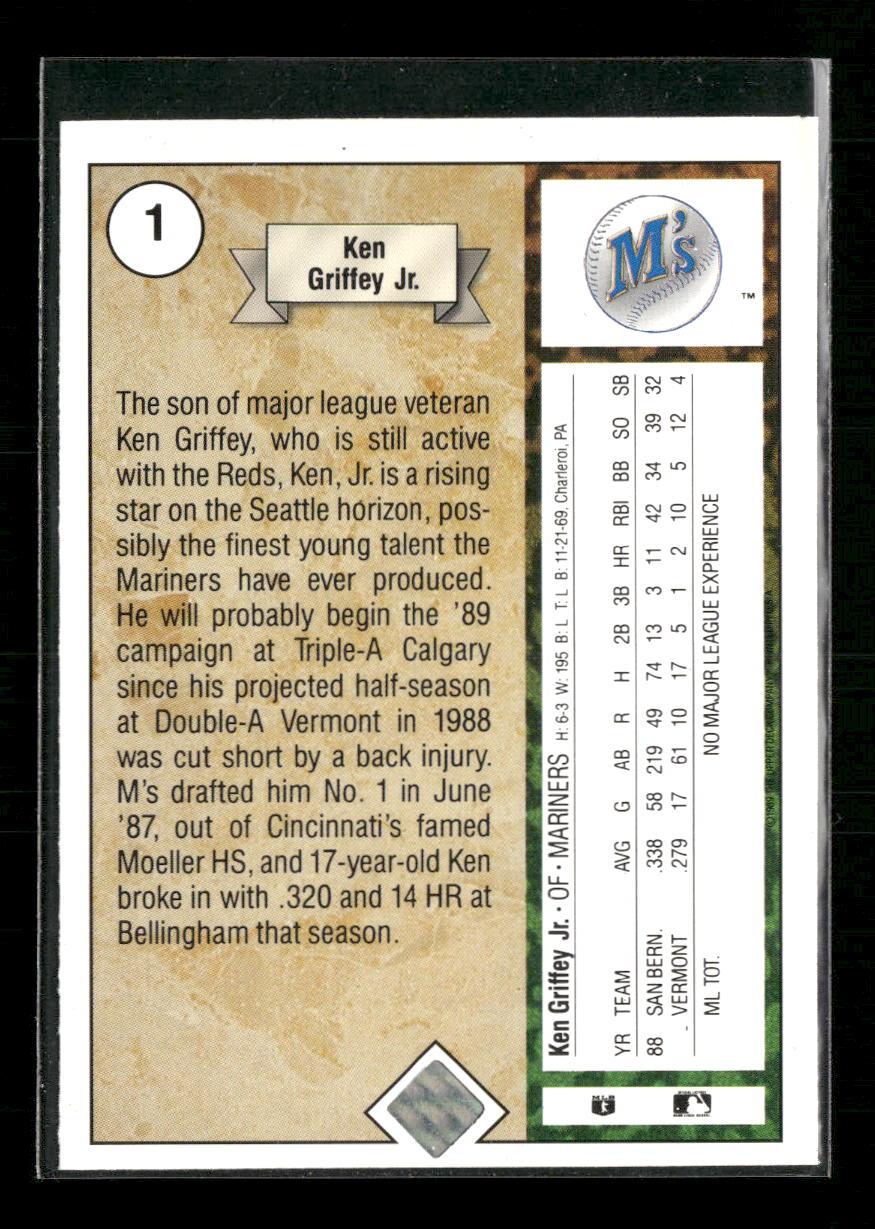 1
Ken
Griffey Jr.
The son of major league veteran
Ken Griffey, who is still active
with the Reds, Ken, Jr. is a rising
star on the Seattle horizon, pos-
sibly the finest young talent the
Mariners have ever produced.
He will probably begin the '89
campaign at Triple-A Calgary
since his projected half-season
at Double-A Vermont in 1988
was cut short by a back injury.
M's drafted him No. 1 in June
'87, out of Cincinnati's famed
Moeller HS, and 17-year-old Ken
broke in with .320 and 14 HR at
Bellingham that season.
M's
TM
Ken Griffey Jr. · OF · MARINERS H: 6-3 W: 195 B: L T: L B: 11-21-69, Charleroi, PA
YR TEAM AVG G AB R H 2B 3B HR RBI BB SO SB
88 SAN BERN. .338 58 219 49 74 13 3 11 42 34 39 32
VERMONT .279 17 61 10 17 5 1 2 10 5 12 4
ML TOT. NO MAJOR LEAGUE EXPERIENCE
©1989 UPPER DECK COMPANY